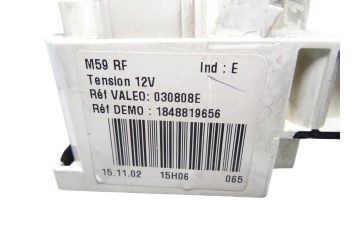 M59 RF Ind : E
Tension 12V
Réf VALEO: 030808E
Réf DEMO : 1848819656
15.11.02 15H06 065